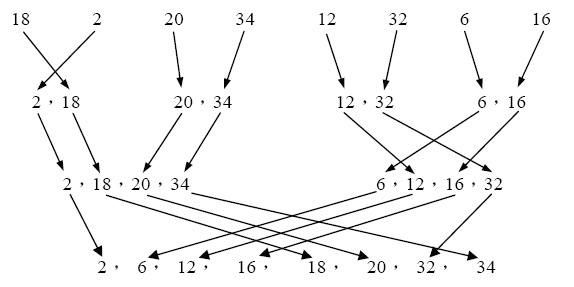 18 2 20 34 12 32 6 16
2 , 18 20 , 34 12 , 32 6 , 16
2 , 18 , 20 , 34 6 , 12 , 16 , 32
2 , 6 , 12 , 16 , 18 , 20 , 32 , 34